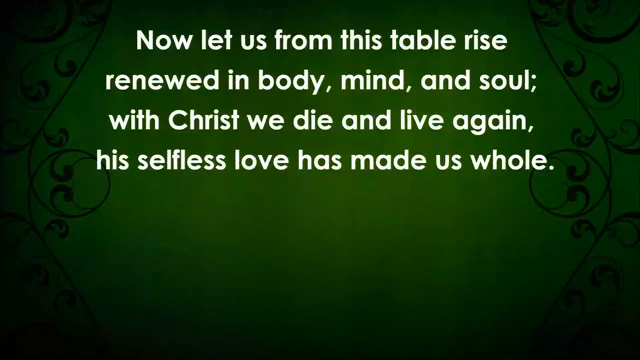 Now let us from this table rise
renewed in body, mind, and soul;
with Christ we die and live again,
his selfless love has made us whole.